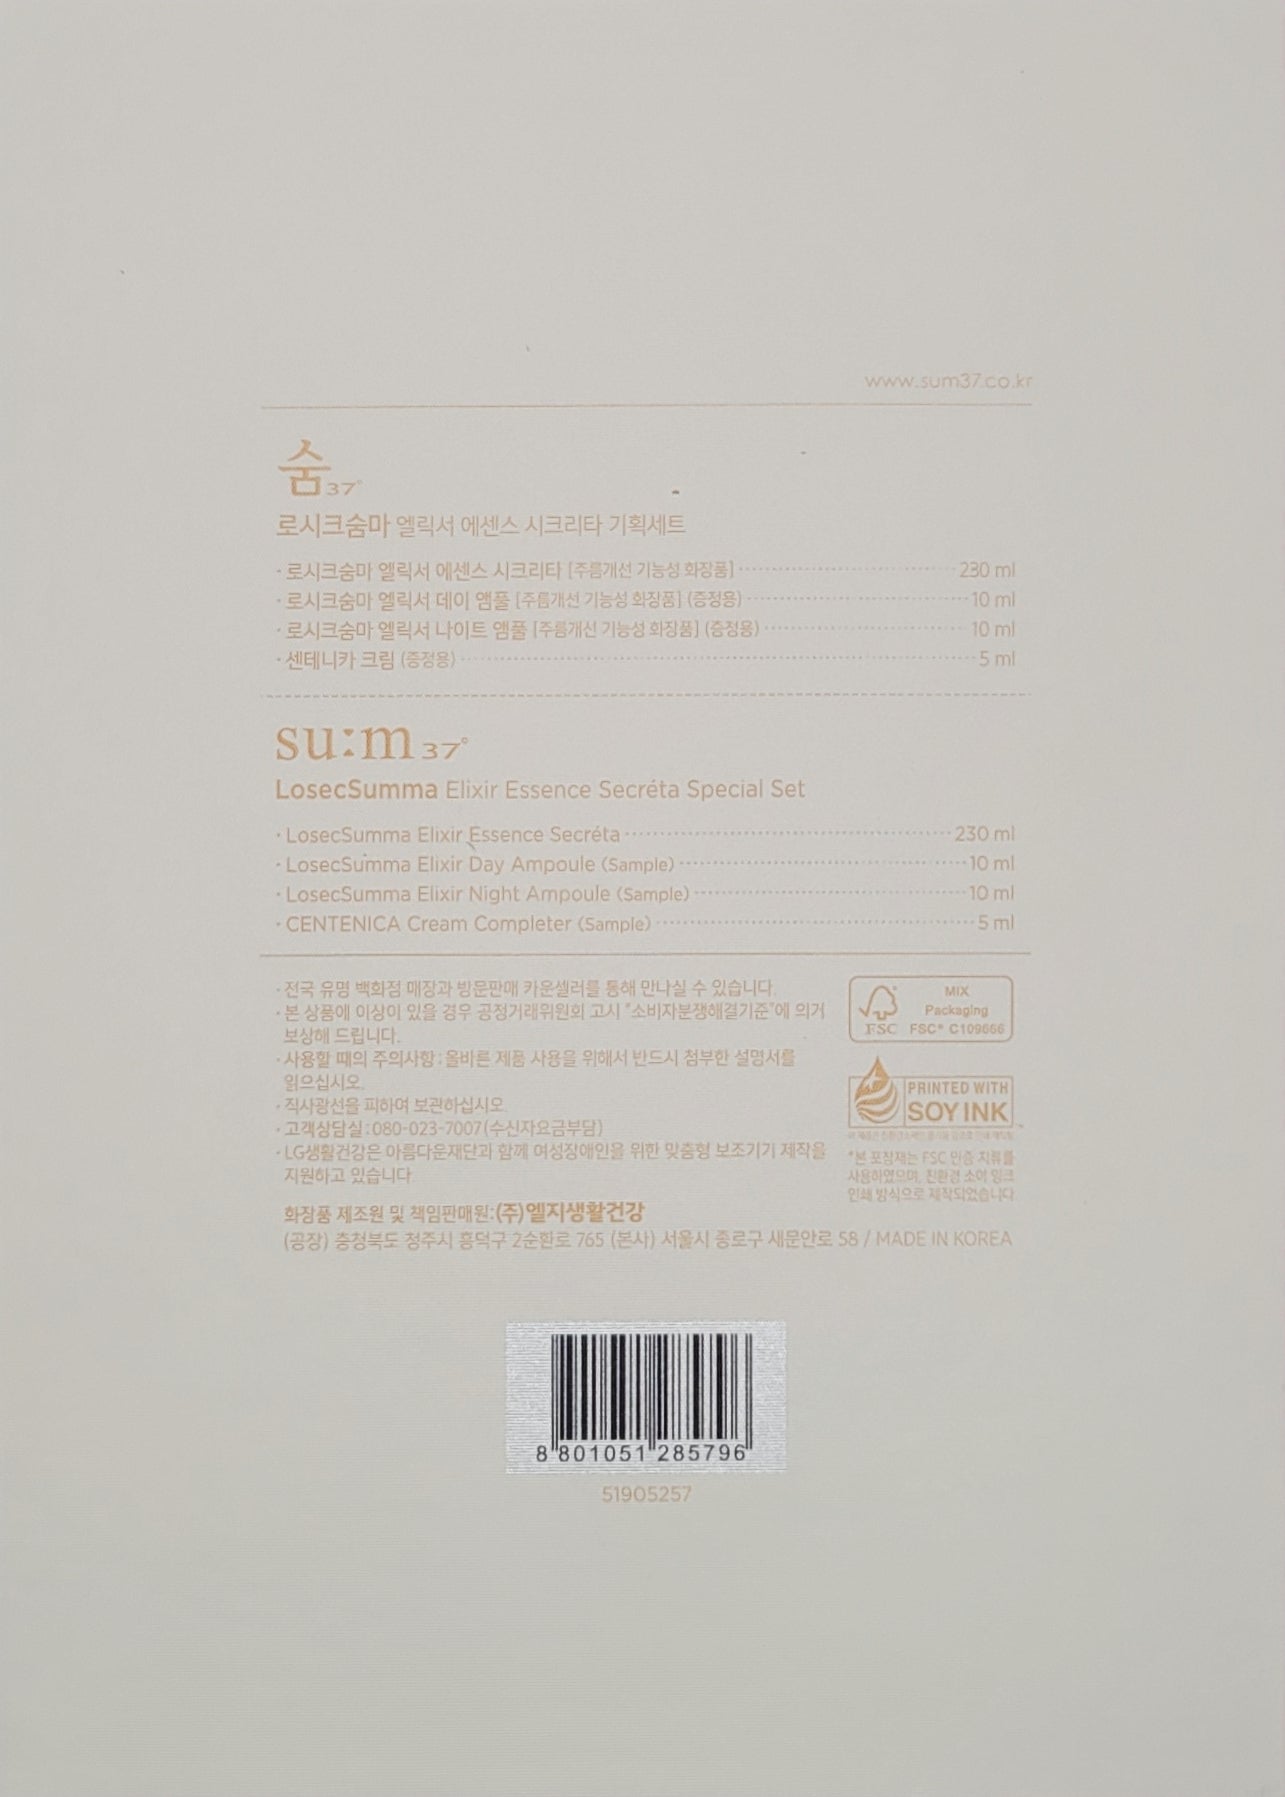 www.sum37.co.kr
숨37°
로시크숨마 엘릭서 에센스 시크리타 기획세트
· 로시크숨마 엘릭서 에센스 시크리타 [주름개선 기능성 화장품] 230 ml
· 로시크숨마 엘릭서 데이 앰풀 [주름개선 기능성 화장품] (증정용) 10 ml
· 로시크숨마 엘릭서 나이트 앰풀 [주름개선 기능성 화장품] (증정용) 10 ml
· 센테니카 크림 (증정용) 5 ml
su:m37°
LosecSumma Elixir Essence Secréta Special Set
· LosecSumma Elixir Essence Secréta 230 ml
· LosecSumma Elixir Day Ampoule (Sample) 10 ml
· LosecSumma Elixir Night Ampoule (Sample) 10 ml
· CENTENICA Cream Completer (Sample) 5 ml
· 전국 유명 백화점 매장과 방문판매 카운셀러를 통해 만나실 수 있습니다.
· 본 상품에 이상이 있을 경우 공정거래위원회 고시 "소비자분쟁해결기준"에 의거
보상해 드립니다.
· 사용할 때의 주의사항 : 올바른 제품 사용을 위해서 반드시 첨부한 설명서를
읽으십시오.
· 직사광선을 피하여 보관하십시오.
· 고객상담실 : 080-023-7007 (수신자요금부담)
· LG생활건강은 아름다운재단과 함께 여성장애인을 위한 맞춤형 보조기기 제작을
지원하고 있습니다.
FSC
MIX
Packaging
FSC® C109666
PRINTED WITH
SOY INK
*본 포장재는 FSC 인증 지류를
사용하였으며, 친환경 소이 잉크
인쇄 방식으로 제작되었습니다.
화장품 제조원 및 책임판매원: (주)엘지생활건강
(공장) 충청북도 청주시 흥덕구 2순환로 765 (본사) 서울시 종로구 새문안로 58 / MADE IN KOREA
8 801051 285796
51905257